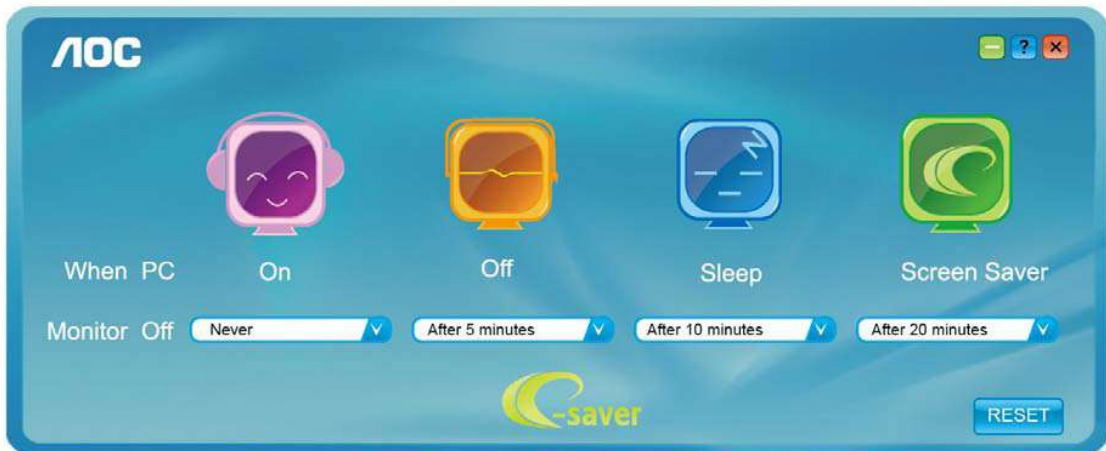 AOC
?
When PC On Off Sleep Screen Saver
Monitor Off Never After 5 minutes After 10 minutes After 20 minutes
e-saver
RESET